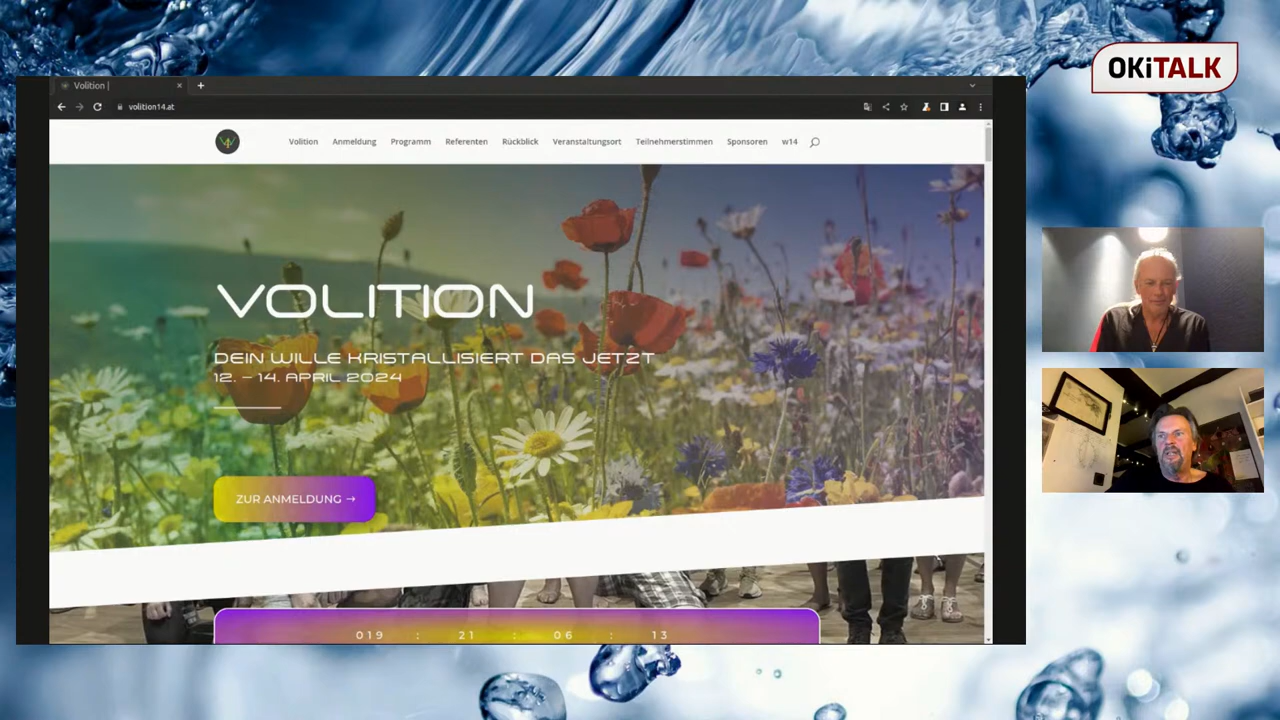 OKiTALK
Volition |
volition14.at
Volition Anmeldung Programm Referenten Rückblick Veranstaltungsort Teilnehmerstimmen Sponsoren w14
VOLITION
DEIN WILLE KRISTALLISIERT DAS JETZT
12. – 14. APRIL 2024
ZUR ANMELDUNG →
019 : 21 : 06 : 13